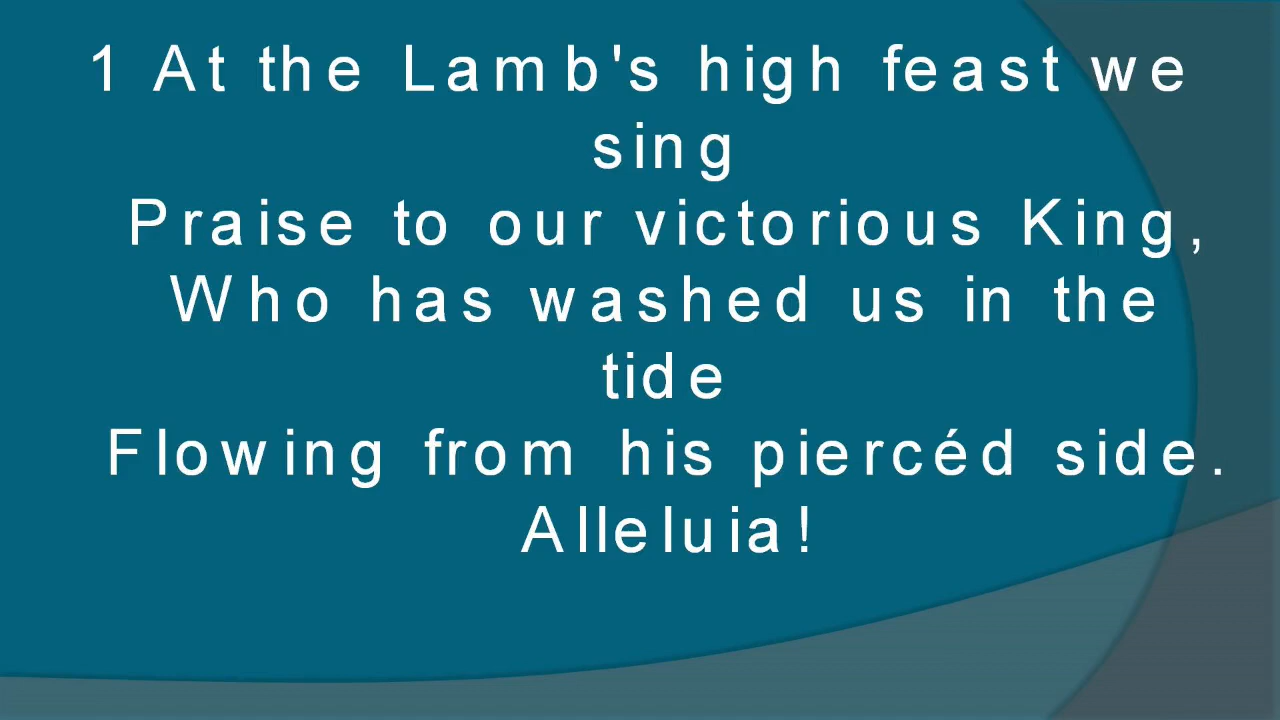 1 At the Lamb's high feast we
sing
Praise to our victorious King,
Who has washed us in the
tide
Flowing from his piercéd side.
Alleluia!